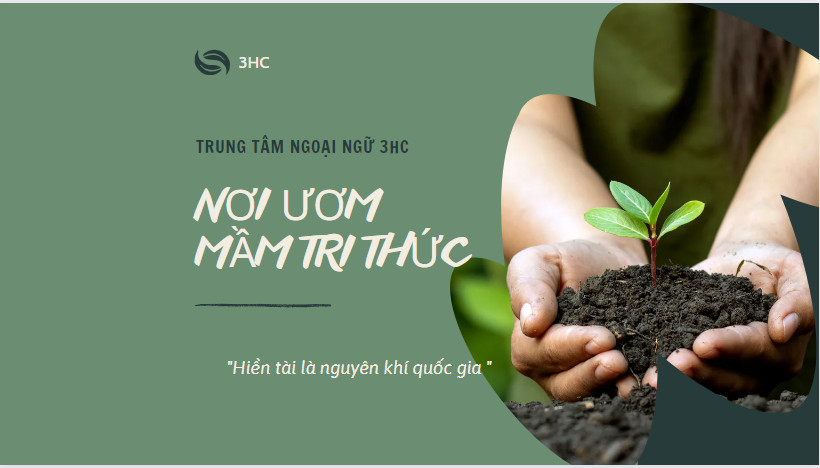 3HC
TRUNG TÂM NGOẠI NGỮ 3HC
NƠI ƯƠM
MẦM TRI THỨC
"Hiền tài là nguyên khí quốc gia "